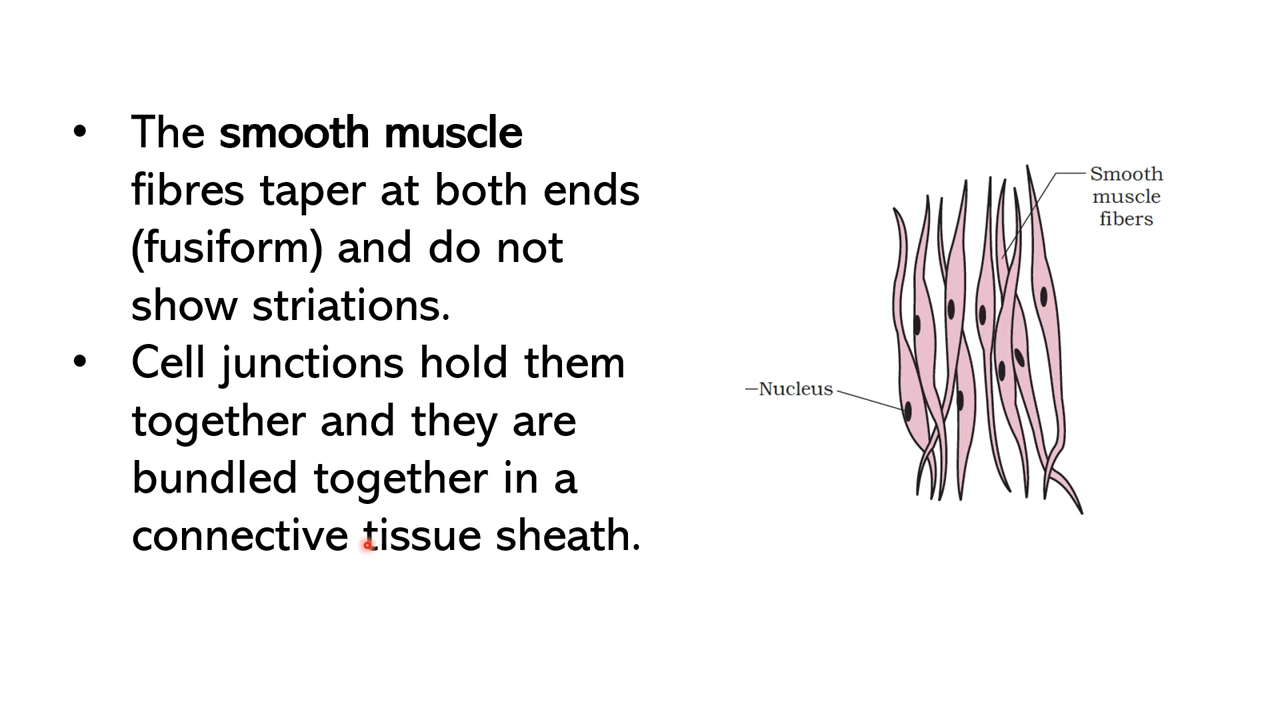 • The smooth muscle
fibres taper at both ends
(fusiform) and do not
show striations.
• Cell junctions hold them
together and they are
bundled together in a
connective tissue sheath.
Smooth
muscle
fibers
–Nucleus